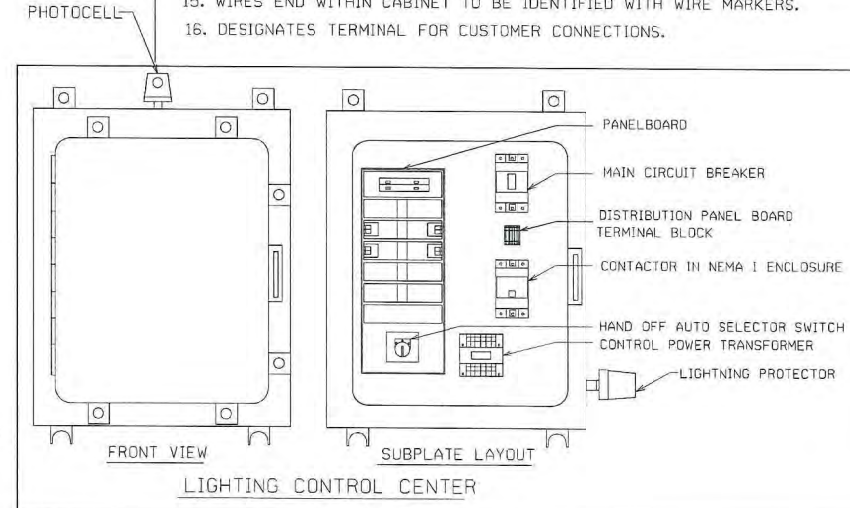 15. WIRES END WITHIN CABINET TO BE IDENTIFIED WITH WIRE MARKERS.
PHOTOCELL
16. DESIGNATES TERMINAL FOR CUSTOMER CONNECTIONS.
PANELBOARD
MAIN CIRCUIT BREAKER
DISTRIBUTION PANEL BOARD
TERMINAL BLOCK
CONTACTOR IN NEMA I ENCLOSURE
HAND OFF AUTO SELECTOR SWITCH
CONTROL POWER TRANSFORMER
LIGHTNING PROTECTOR
FRONT VIEW
SUBPLATE LAYOUT
LIGHTING CONTROL CENTER